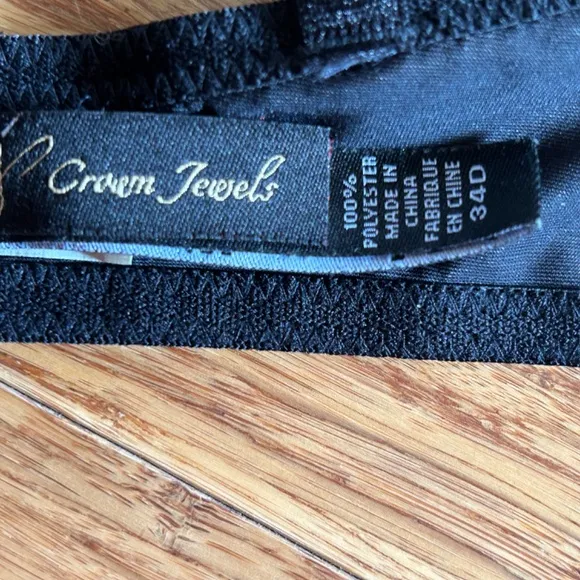 Crown Jewels
100%
POLYESTER
MADE IN
CHINA
FABRIQUE
EN CHINE
34D